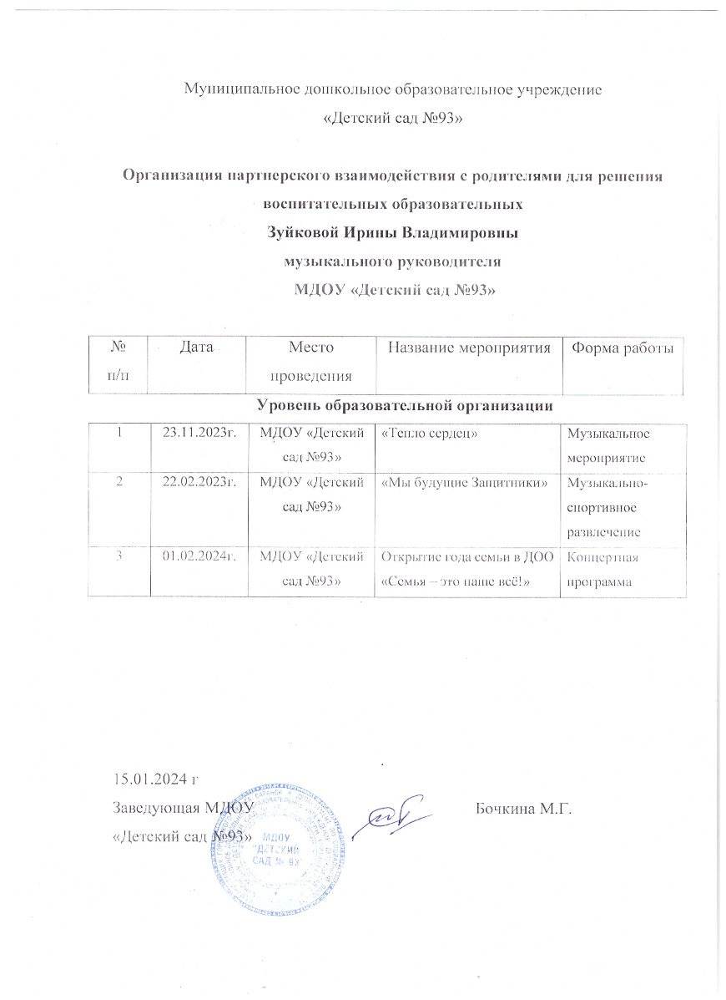 Муниципальное дошкольное образовательное учреждение
«Детский сад №93»
Организация партнерского взаимодействия с родителями для решения
воспитательных образовательных
Зуйковой Ирины Владимировны
музыкального руководителя
МДОУ «Детский сад №93»
№ Дата Место Название мероприятия Форма работы
п/п проведения
Уровень образовательной организации
1 23.11.2023г. МДОУ «Детский «Тепло сердец» Музыкальное
сад №93» мероприятие
2 22.02.2023г. МДОУ «Детский «Мы будущие Защитники» Музыкально-
сад №93» спортивное
развлечение
3 01.02.2024г. МДОУ «Детский Открытие года семьи в ДОО Концертная
сад №93» «Семья – это наше всё!» программа
15.01.2024 г
Заведующая МДОУ Бочкина М.Г.
«Детский сад №93»
МДОУ
"ДЕТСКИЙ
САД № 93"